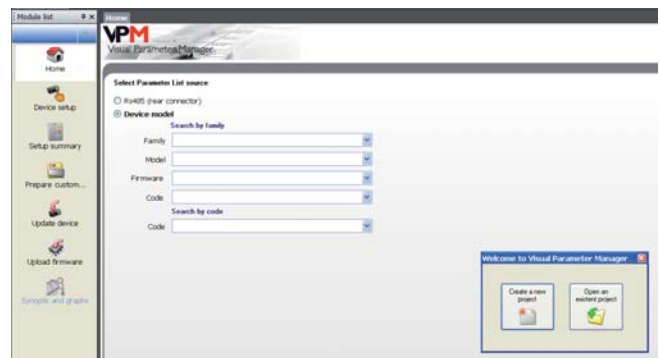 Module list
Home
Home
Device setup
Setup summary
Prepare custom...
Update device
Upload firmware
Synoptic and graphs
VPM
Visual Parameter Manager
Select Parameter List source
Rs485 (rear connector)
Device model
Search by family
Family
Model
Firmware
Code
Search by code
Code
Welcome to Visual Parameter Manager
Create a new
project
Open an
existent project